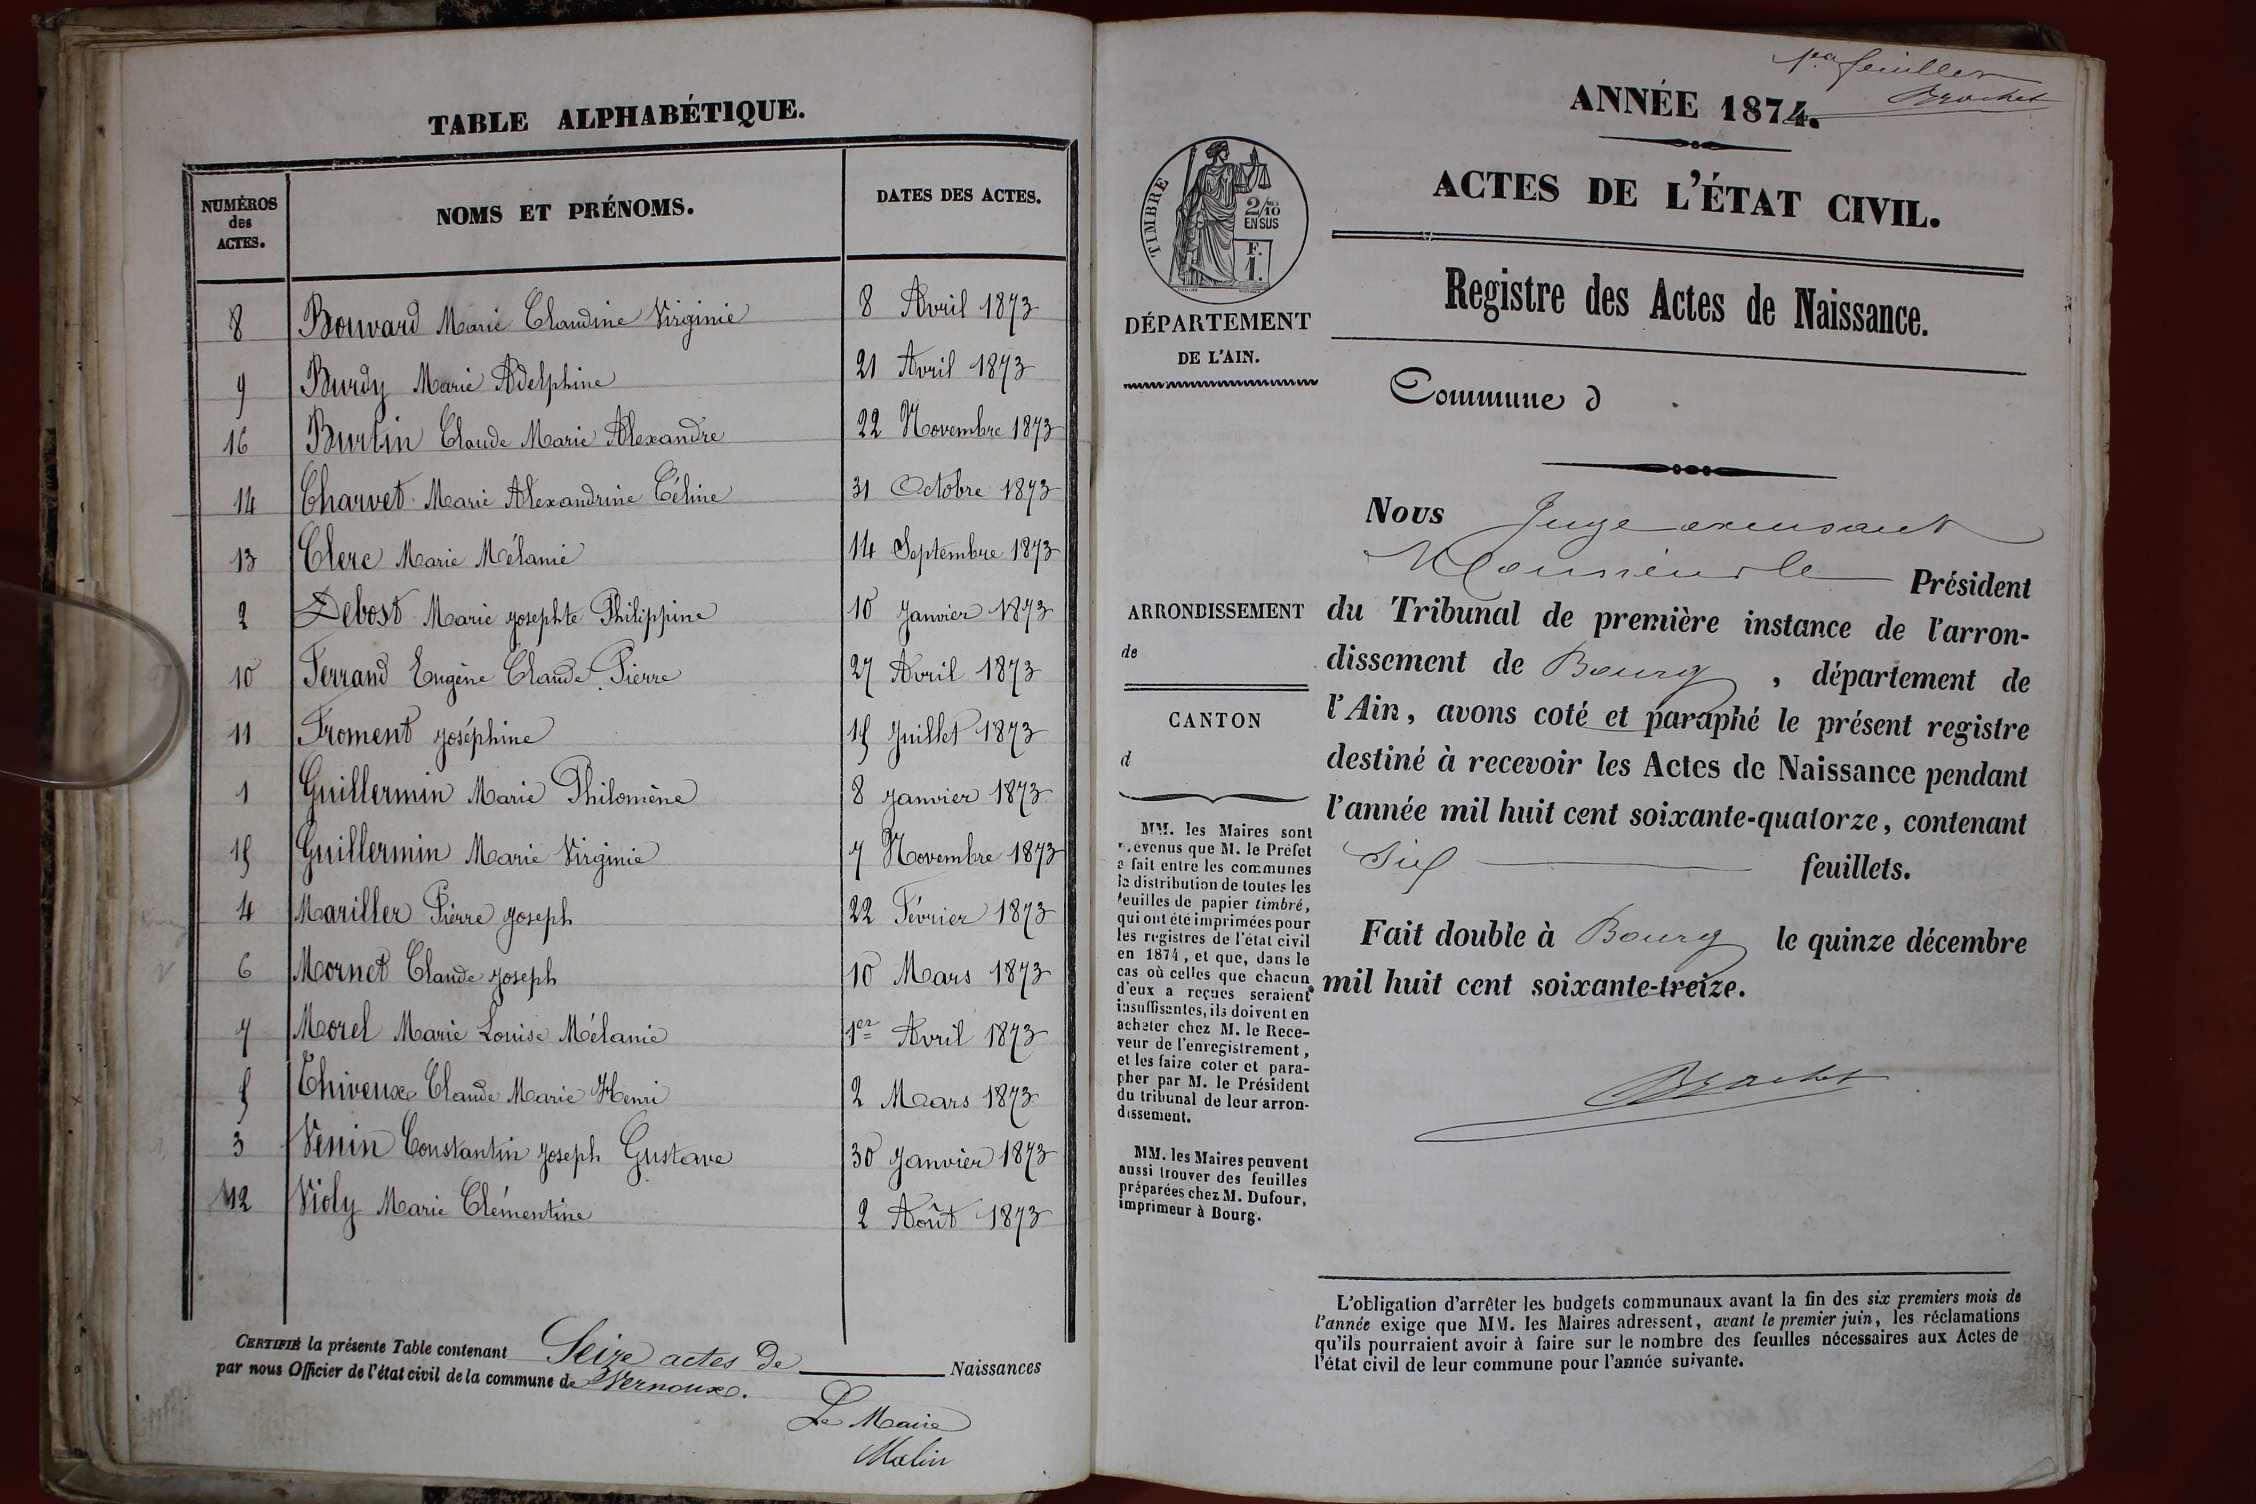 TABLE ALPHABÉTIQUE.
NUMÉROS des ACTES. NOMS ET PRÉNOMS. DATES DES ACTES.
8 Bouvard Marie Claudine Virginie 8 Avril 1873
9 Burdy Marie Adelphine 21 Avril 1873
16 Burtin Claude Marie Alexandre 22 Novembre 1873
14 Charvet Marie Alexandrine Céline 31 Octobre 1873
13 Clerc Marie Mélanie 14 Septembre 1873
2 Debost Marie Josephte Philippine 10 Janvier 1873
10 Ferrand Eugène Claude Pierre 27 Avril 1873
11 Froment Joséphine 15 Juillet 1873
1 Guillermin Marie Philomène 8 Janvier 1873
15 Guillermin Marie Virginie 7 Novembre 1873
4 Mariller Pierre Joseph 22 Février 1873
6 Mornet Claude Joseph 10 Mars 1873
7 Morel Marie Louise Mélanie 1er Avril 1873
5 Thiveux Claude Marie Henri 2 Mars 1873
3 Venin Constantin Joseph Gustave 30 Janvier 1873
12 Violy Marie Clémentine 2 Août 1873
CERTIFIÉ la présente Table contenant Seize actes de Naissances
par nous Officier de l'état civil de la commune de Vernoux.
Le Maire
Malin
feuillet
Brochet
ANNÉE 1874.
ACTES DE L'ÉTAT CIVIL.
Registre des Actes de Naissance.
TIMBRE
2/10
EN SUS
F.
1.
DÉPARTEMENT
DE L'AIN.
Commune d
ARRONDISSEMENT
de
CANTON
d
MM. les Maires sont
prévenus que M. le Préfet
a fait entre les communes
la distribution de toutes les
feuilles de papier timbré,
qui ont été imprimées pour
les registres de l'état civil
en 1874, et que, dans le
cas où celles que chacun
d'eux a reçues seraient
insuffisantes, ils doivent en
acheter chez M. le Rece-
veur de l'enregistrement,
et les faire coter et para-
pher par M. le Président
du tribunal de leur arron-
dissement.
MM. les Maires peuvent
aussi trouver des feuilles
préparées chez M. Dufour,
imprimeur à Bourg.
Nous Juge
Monsieur le Président
du Tribunal de première instance de l'arron-
dissement de Bourg, département de
l'Ain, avons coté et paraphé le présent registre
destiné à recevoir les Actes de Naissance pendant
l'année mil huit cent soixante-quatorze, contenant
Six feuillets.
Fait double à Bourg le quinze décembre
mil huit cent soixante-treize.
Brochet
L'obligation d'arrêter les budgets communaux avant la fin des six premiers mois de
l'année exige que MM. les Maires adressent, avant le premier juin, les réclamations
qu'ils pourraient avoir à faire sur le nombre des feuilles nécessaires aux Actes de
l'état civil de leur commune pour l'année suivante.